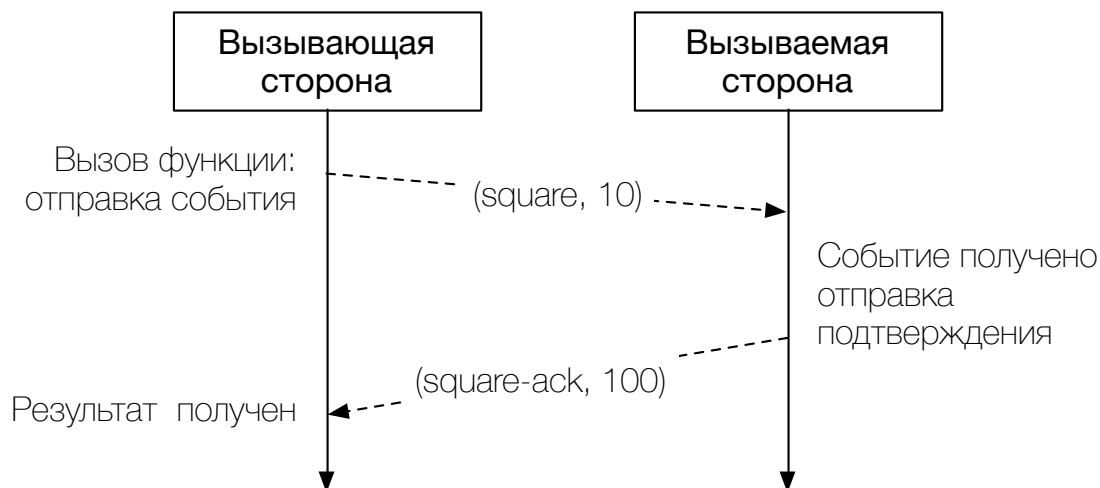 Вызывающая
сторона
Вызываемая
сторона
Вызов функции:
отправка события
(square, 10)
Событие получено
отправка
подтверждения
(square-ack, 100)
Результат получен